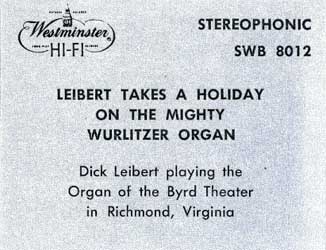 Westminster
HI-FI
STEREOPHONIC
SWB 8012
LEIBERT TAKES A HOLIDAY
ON THE MIGHTY
WURLITZER ORGAN
Dick Leibert playing the
Organ of the Byrd Theater
in Richmond, Virginia